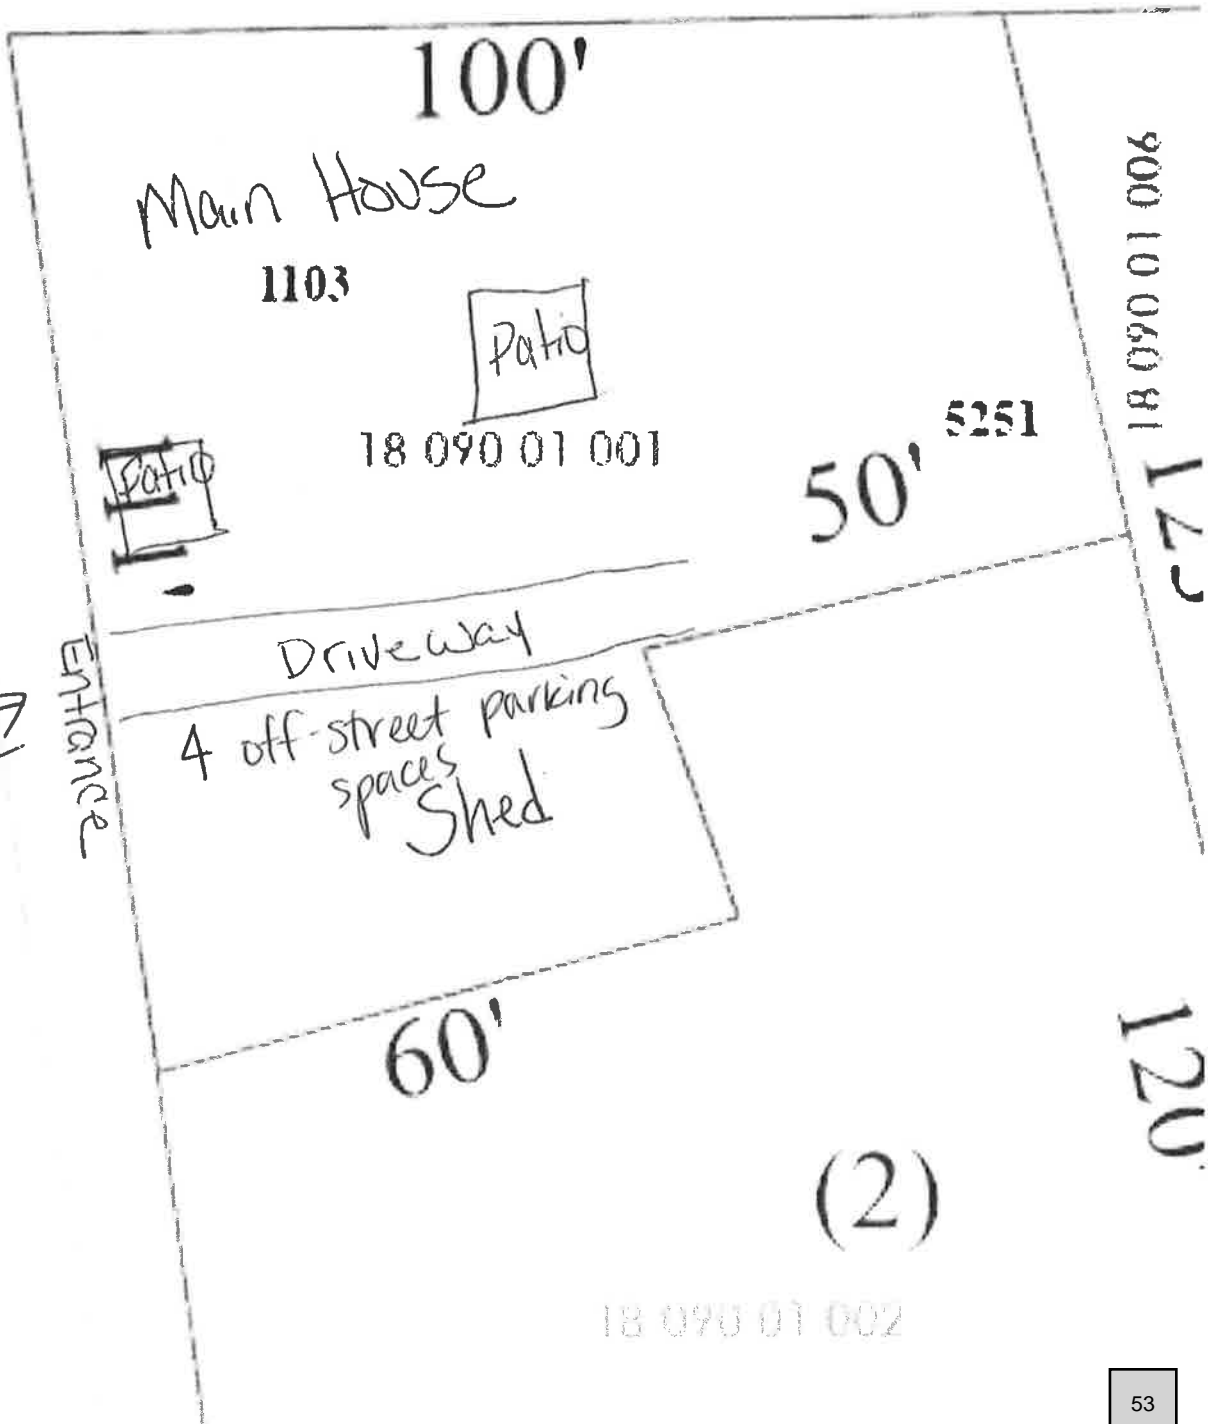 100'
Main House
1103
Patio
18 090 01 006
5251
18 090 01 001
Patio
111'
50'
Driveway
Entrance
4 off-street parking
spaces
Shed
60'
120'
(2)
18 090 01 002
53